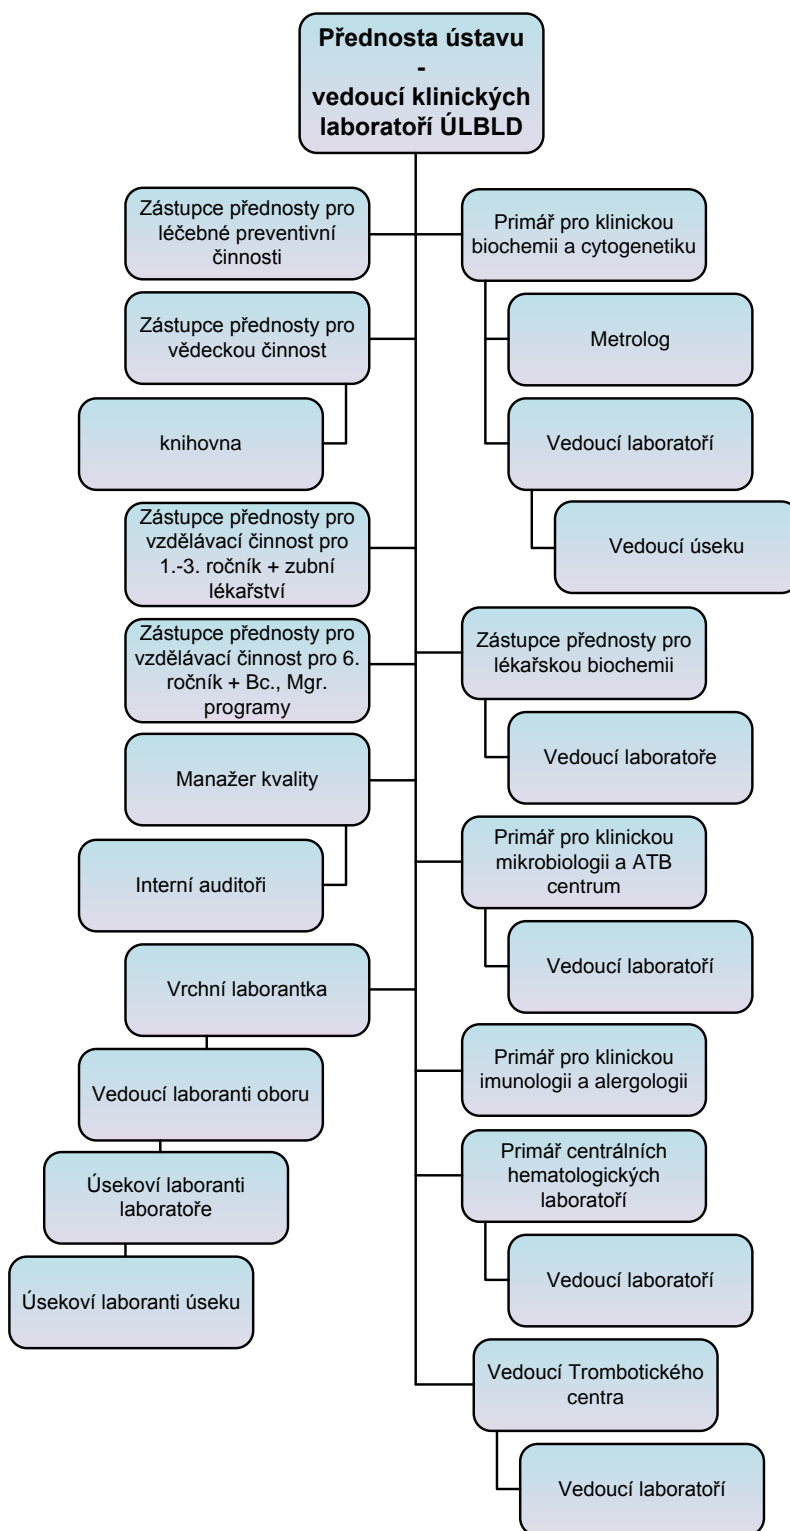 Přednosta ústavu
-
vedoucí klinických
laboratoří ÚLBLD
Zástupce přednosty pro
léčebné preventivní
činnosti
Zástupce přednosty pro
vědeckou činnost
knihovna
Zástupce přednosty pro
vzdělávací činnost pro
1.-3. ročník + zubní
lékařství
Zástupce přednosty pro
vzdělávací činnost pro 6.
ročník + Bc., Mgr.
programy
Manažer kvality
Interní auditoři
Vrchní laborantka
Vedoucí laboranti oboru
Úsekoví laboranti
laboratoře
Úsekoví laboranti úseku
Primář pro klinickou
biochemii a cytogenetiku
Metrolog
Vedoucí laboratoří
Vedoucí úseku
Zástupce přednosty pro
lékařskou biochemii
Vedoucí laboratoře
Primář pro klinickou
mikrobiologii a ATB
centrum
Vedoucí laboratoří
Primář pro klinickou
imunologii a alergologii
Primář centrálních
hematologických
laboratoří
Vedoucí laboratoří
Vedoucí Trombotického
centra
Vedoucí laboratoří